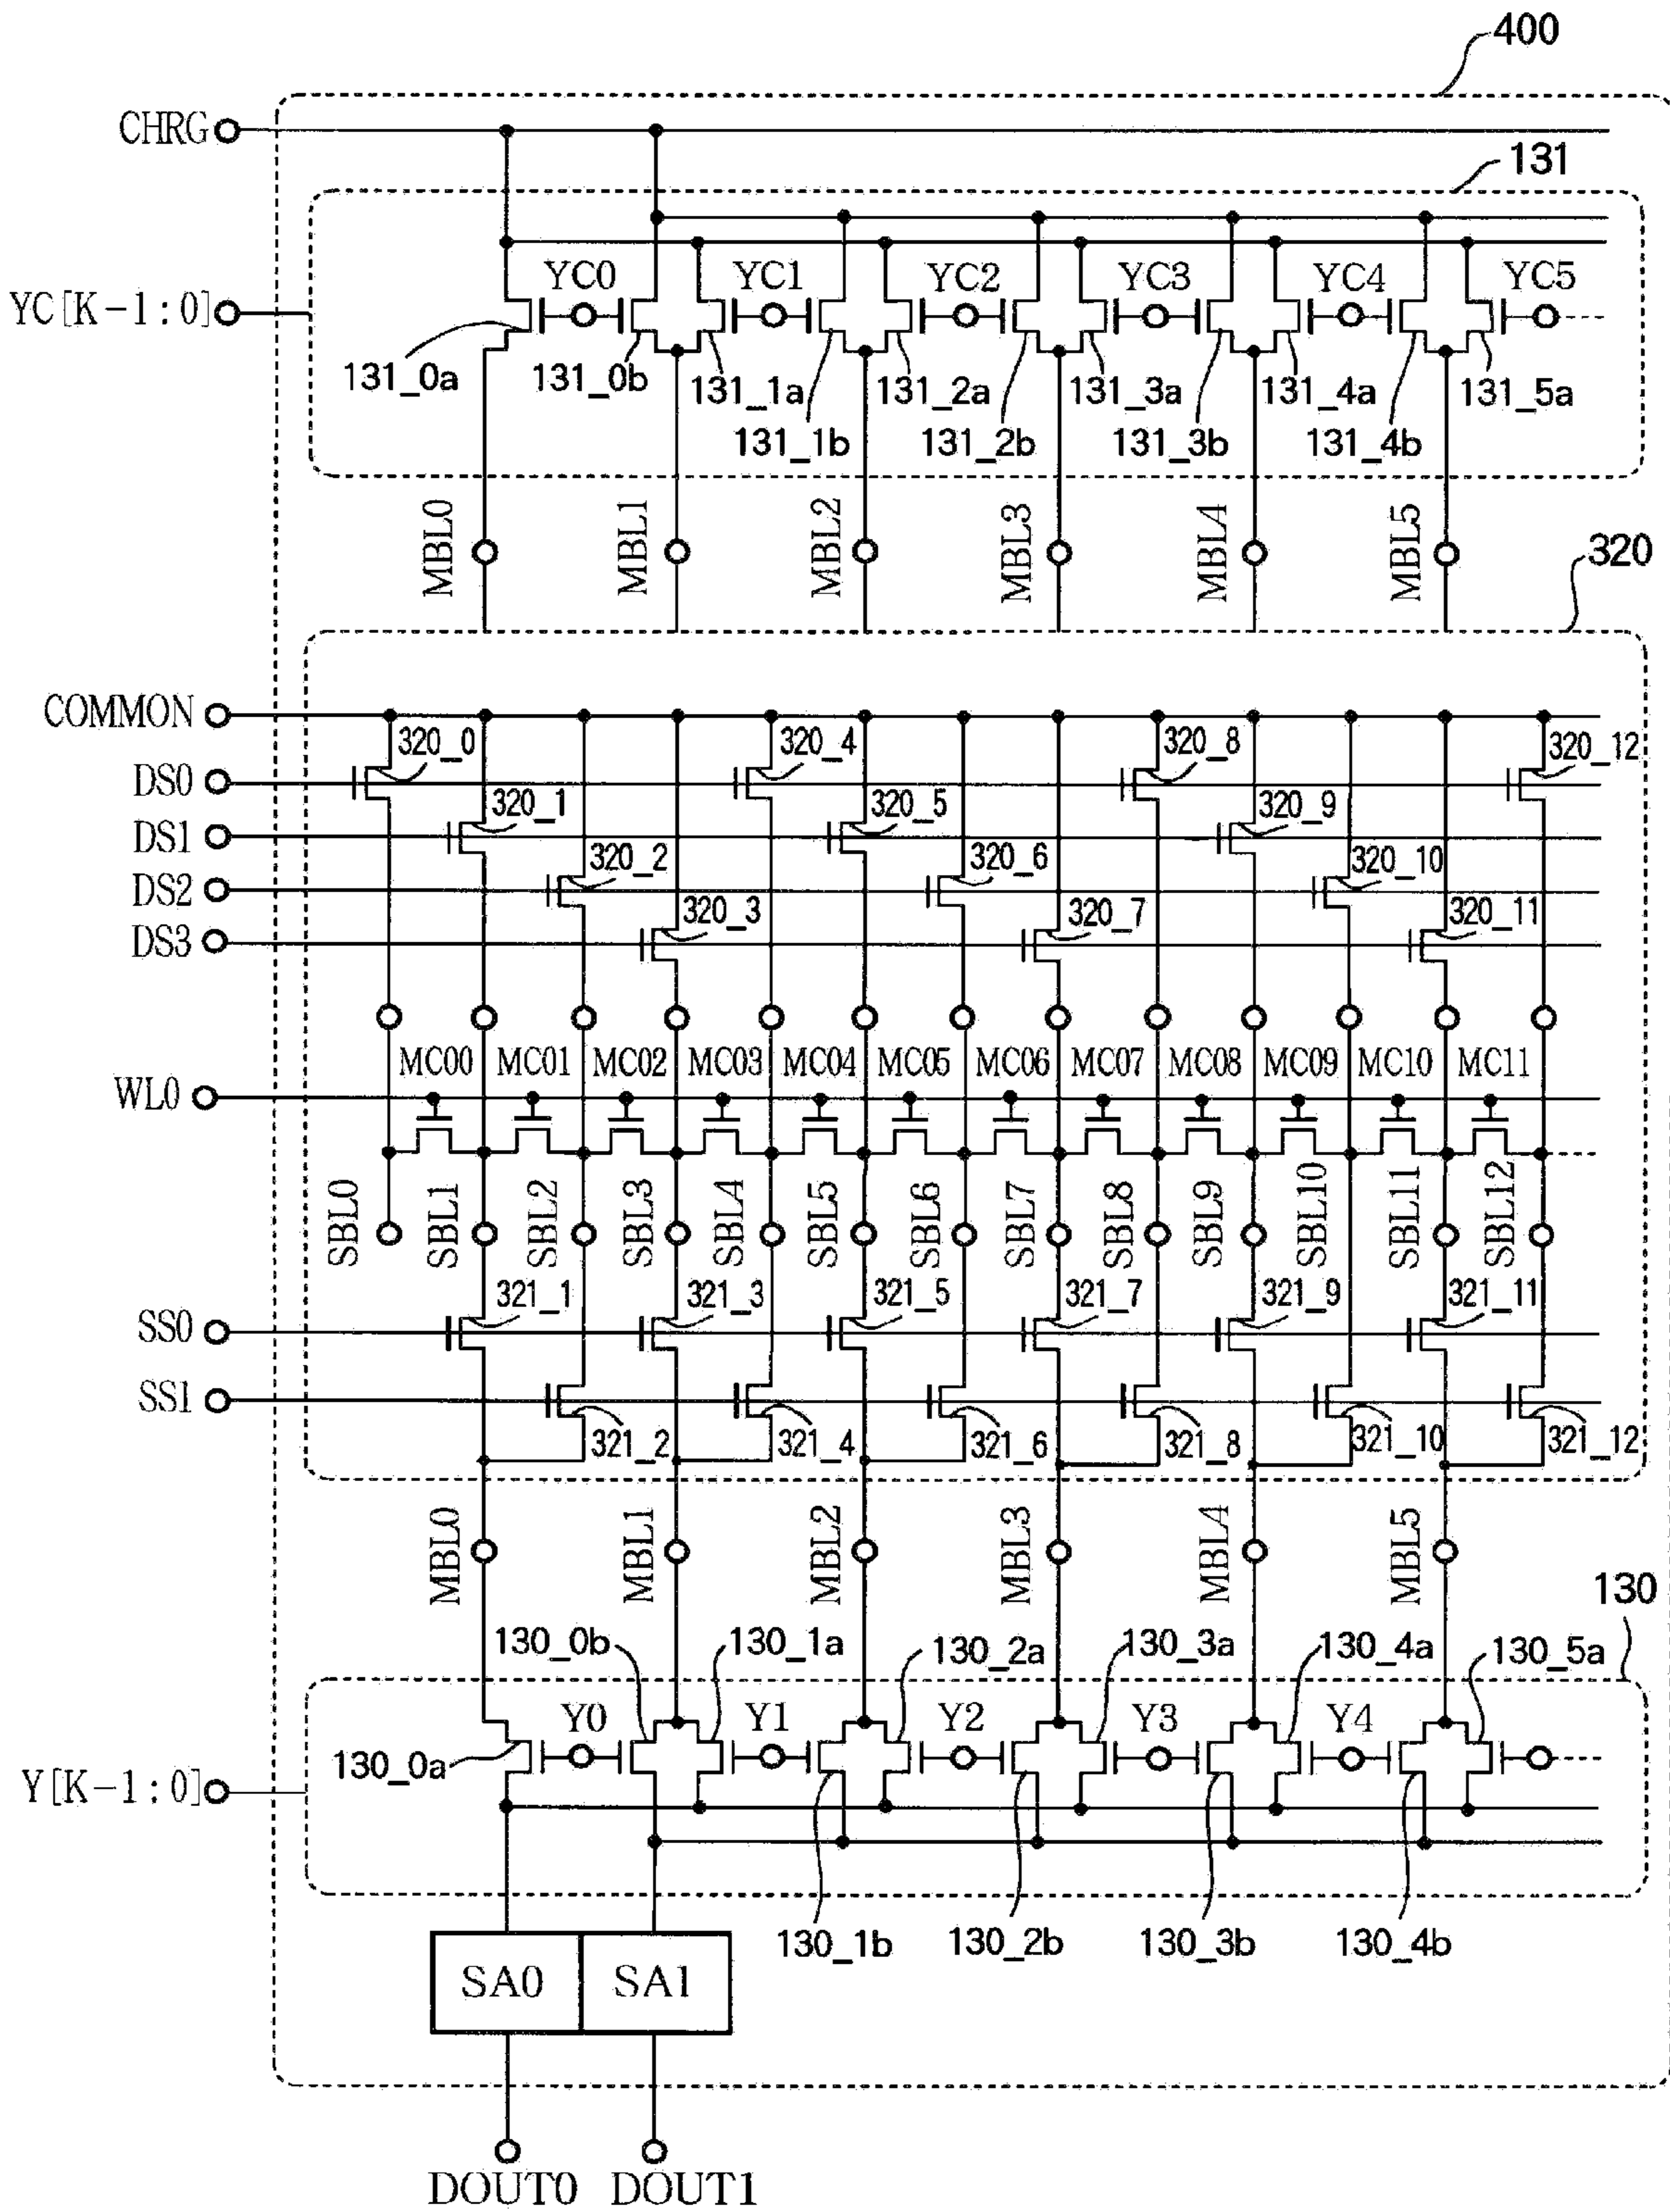 400
CHRG
131
YC0 YC1 YC2 YC3 YC4 YC5
YC[K-1:0]
131_0a 131_0b 131_1a 131_2a 131_3a 131_4a 131_5a
131_1b 131_2b 131_3b 131_4b
MBL0 MBL1 MBL2 MBL3 MBL4 MBL5
320
COMMON
320_0 320_4 320_8 320_12
DS0
320_1 320_5 320_9
DS1
320_2 320_6 320_10
DS2
320_3 320_7 320_11
DS3
MC00 MC01 MC02 MC03 MC04 MC05 MC06 MC07 MC08 MC09 MC10 MC11
WL0
SBL0 SBL1 SBL2 SBL3 SBL4 SBL5 SBL6 SBL7 SBL8 SBL9 SBL10 SBL11 SBL12
321_1 321_3 321_5 321_7 321_9 321_11
SS0
SS1
321_2 321_4 321_6 321_8 321_10 321_12
MBL0 MBL1 MBL2 MBL3 MBL4 MBL5
130
130_0b 130_1a 130_2a 130_3a 130_4a 130_5a
Y0 Y1 Y2 Y3 Y4
130_0a
Y[K-1:0]
130_1b 130_2b 130_3b 130_4b
SA0 SA1
DOUT0 DOUT1